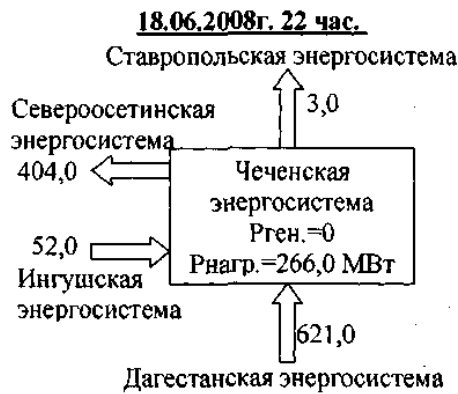 18.06.2008г. 22 час.
Ставропольская энергосистема
3,0
Североосетинская
энергосистема
404,0
Чеченская
энергосистема
Рген.=0
Рнагр.=266,0 МВт
52,0
Ингушская
энергосистема
621,0
Дагестанская энергосистема